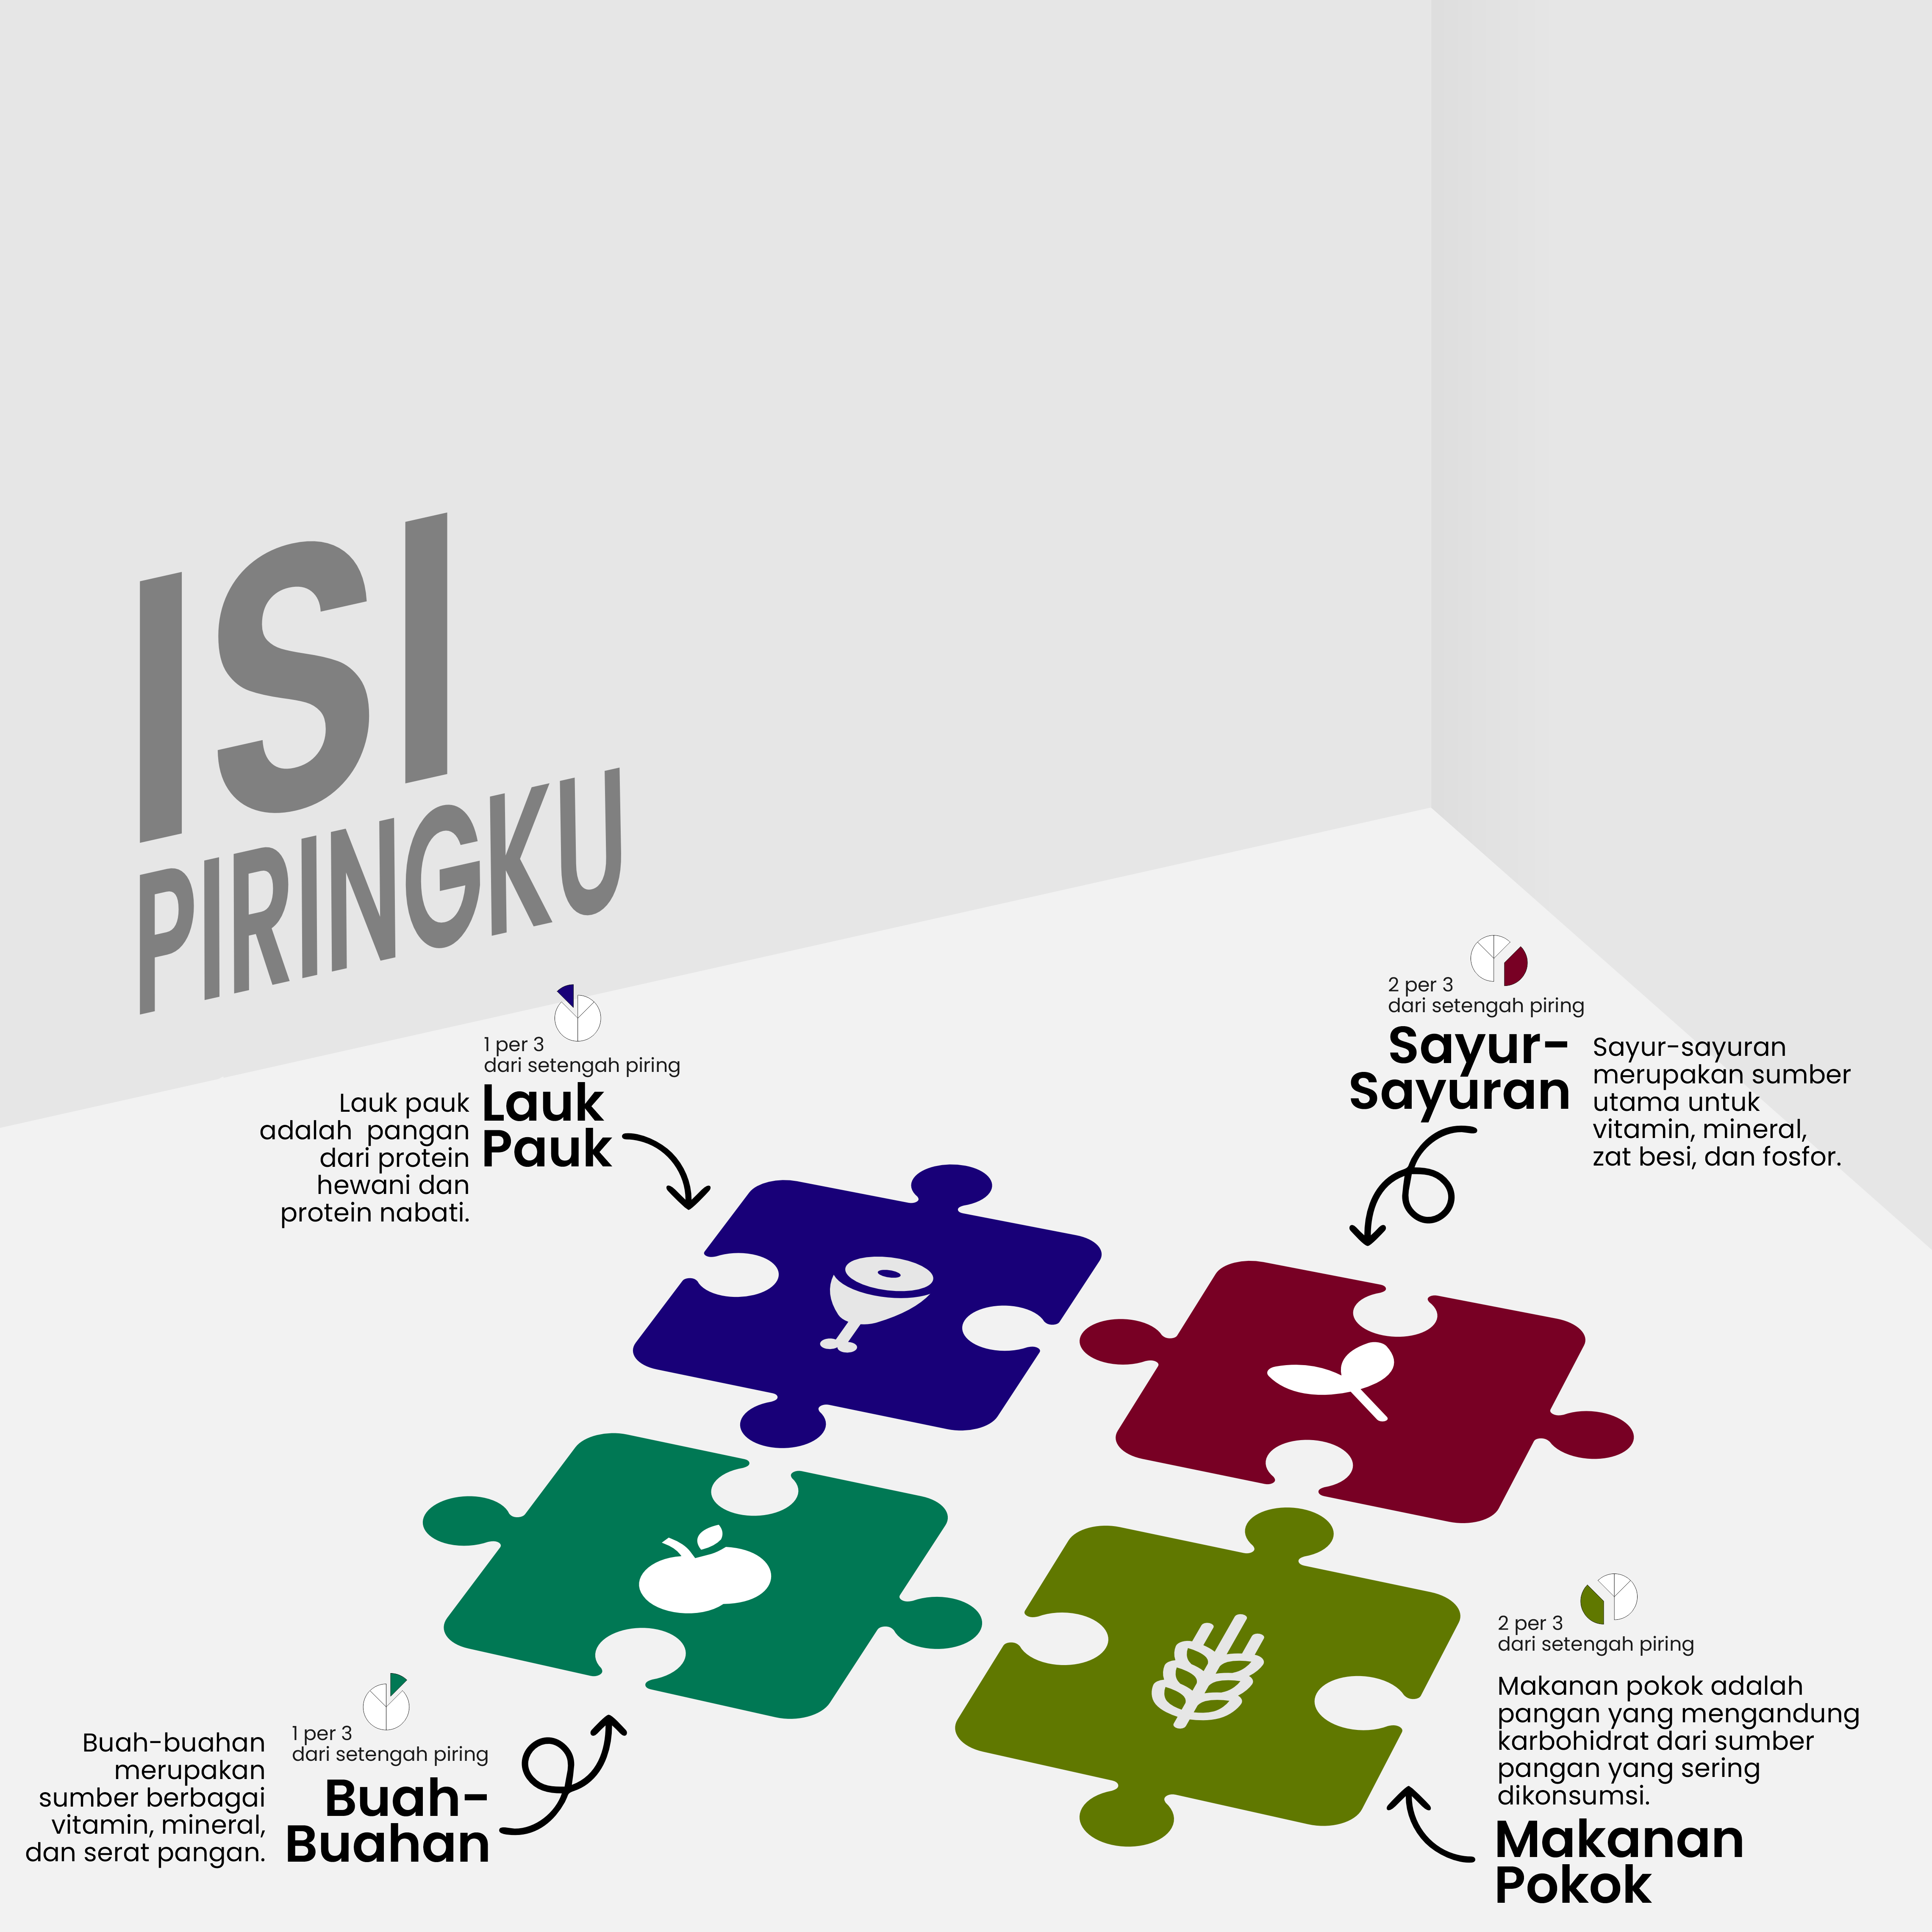 ISI
PIRINGKU
1 per 3
dari setengah piring
Lauk
Pauk
Lauk pauk
adalah pangan
dari protein
hewani dan
protein nabati.
2 per 3
dari setengah piring
Sayur-
Sayuran
Sayur-sayuran
merupakan sumber
utama untuk
vitamin, mineral,
zat besi, dan fosfor.
1 per 3
dari setengah piring
Buah-
Buahan
Buah-buahan
merupakan
sumber berbagai
vitamin, mineral,
dan serat pangan.
2 per 3
dari setengah piring
Makanan pokok adalah
pangan yang mengandung
karbohidrat dari sumber
pangan yang sering
dikonsumsi.
Makanan
Pokok